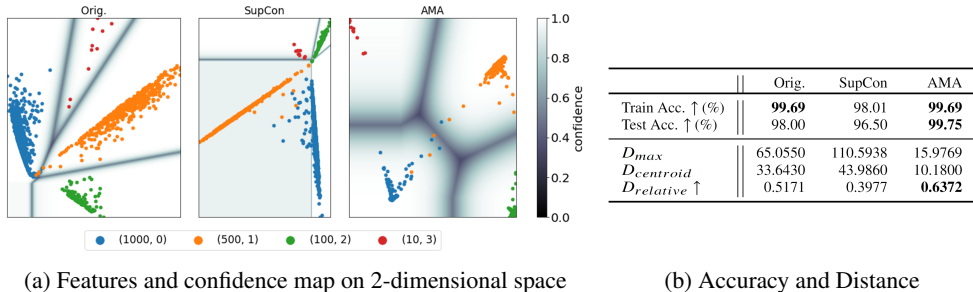 Orig.
SupCon
AMA
1.0
0.8
0.6
0.4
0.2
0.0
confidence
(1000, 0)
(500, 1)
(100, 2)
(10, 3)
(a) Features and confidence map on 2-dimensional space
Orig. SupCon AMA
Train Acc. ↑ (%) 99.69 98.01 99.69
Test Acc. ↑ (%) 98.00 96.50 99.75
D_max 65.0550 110.5938 15.9769
D_centroid 33.6430 43.9860 10.1800
D_relative ↑ 0.5171 0.3977 0.6372
(b) Accuracy and Distance